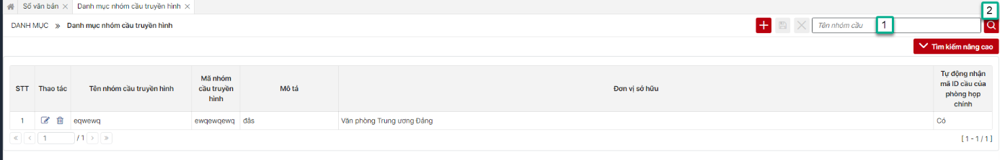 Sổ văn bản × Danh mục nhóm cầu truyền hình ×
2
DANH MỤC » Danh mục nhóm cầu truyền hình
Tên nhóm cầu 1
Tìm kiếm nâng cao
STT Thao tác Tên nhóm cầu truyền hình Mã nhóm cầu truyền hình Mô tả Đơn vị sở hữu Tự động nhận mã ID cầu của phòng họp chính
1 eqwewq ewqewqewq đâs Văn phòng Trung ương Đảng Có
« ‹ 1 / 1 › » [ 1 - 1 / 1 ]